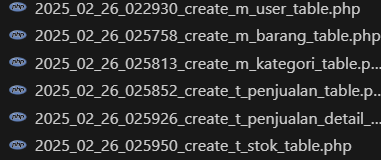 2025_02_26_022930_create_m_user_table.php
2025_02_26_025758_create_m_barang_table.php
2025_02_26_025813_create_m_kategori_table.p...
2025_02_26_025852_create_t_penjualan_table.p...
2025_02_26_025926_create_t_penjualan_detail_...
2025_02_26_025950_create_t_stok_table.php